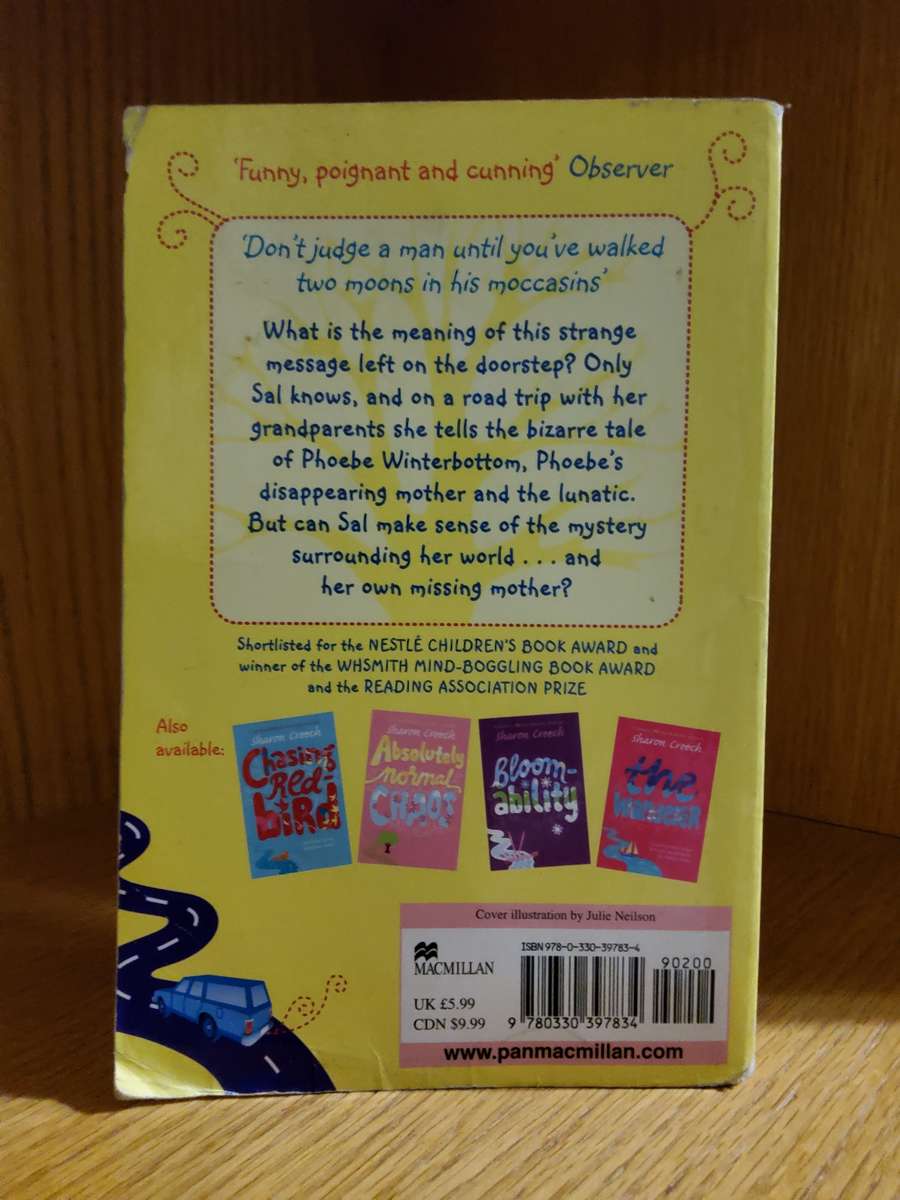 ‘Funny, poignant and cunning’ Observer
‘Don’t judge a man until you’ve walked
two moons in his moccasins’
What is the meaning of this strange
message left on the doorstep? Only
Sal knows, and on a road trip with her
grandparents she tells the bizarre tale
of Phoebe Winterbottom, Phoebe’s
disappearing mother and the lunatic.
But can Sal make sense of the mystery
surrounding her world . . . and
her own missing mother?
Shortlisted for the NESTLÉ CHILDREN’S BOOK AWARD and
winner of the WHSMITH MIND-BOGGLING BOOK AWARD
and the READING ASSOCIATION PRIZE
Also
available:
Sharon Creech
Chasing
Red-
bird
Sharon Creech
Absolutely
normal
CHAOS
Sharon Creech
Bloom-
ability
Sharon Creech
the
WANDERER
Cover illustration by Julie Neilson
MACMILLAN
UK £5.99
CDN $9.99
ISBN 978-0-330-39783-4
90200
9 780330 397834
www.panmacmillan.com